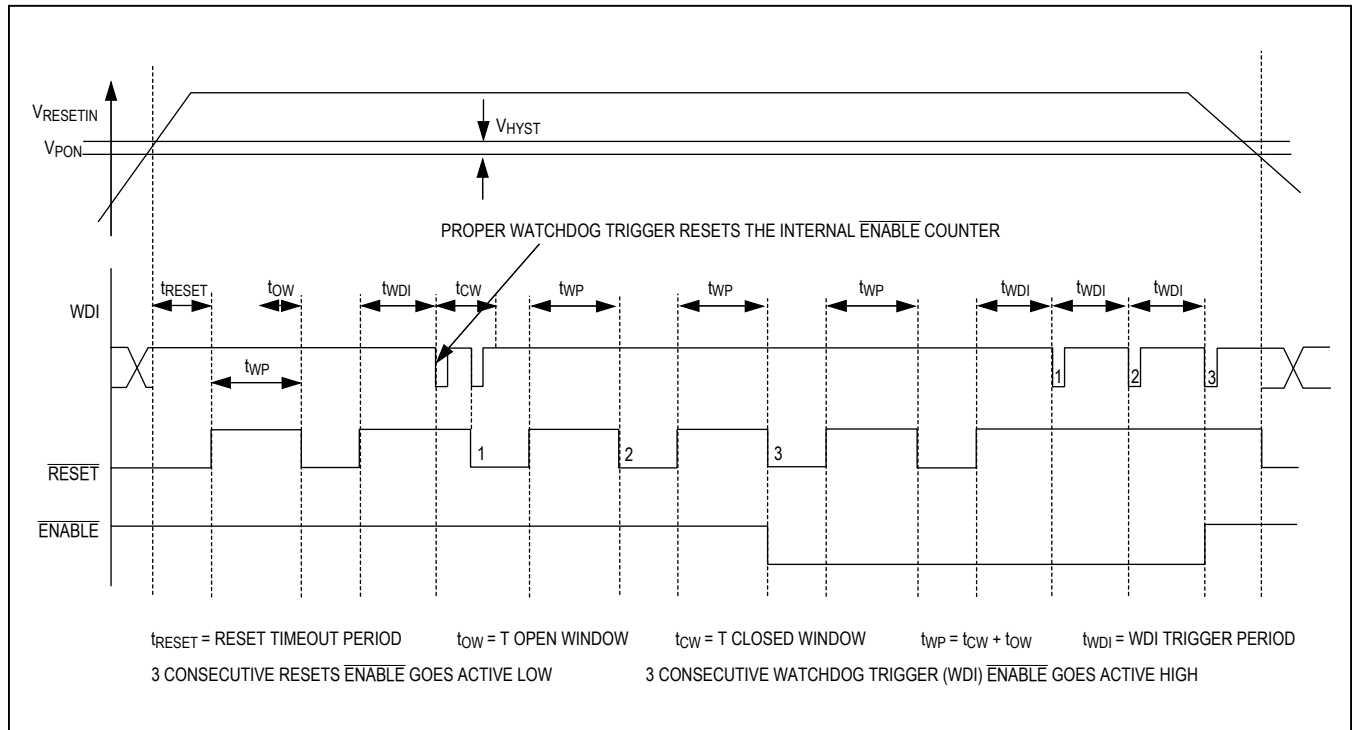 VRESETIN
VHYST
VPON
PROPER WATCHDOG TRIGGER RESETS THE INTERNAL ENABLE COUNTER
tRESET tOW tWDI tCW tWP tWP tWP tWDI tWDI tWDI
WDI
tWP
1 2 3
1 2 3
RESET
ENABLE
tRESET = RESET TIMEOUT PERIOD tOW = T OPEN WINDOW tCW = T CLOSED WINDOW tWP = tCW + tOW tWDI = WDI TRIGGER PERIOD
3 CONSECUTIVE RESETS ENABLE GOES ACTIVE LOW 3 CONSECUTIVE WATCHDOG TRIGGER (WDI) ENABLE GOES ACTIVE HIGH